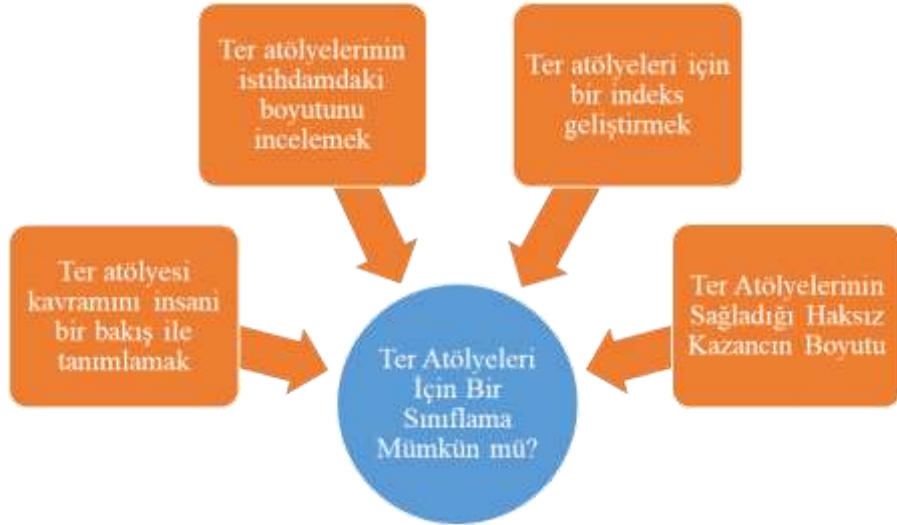 Ter atölyesi
kavramını insani
bir bakış ile
tanımlamak
Ter atölyelerinin
istihdamdaki
boyutunu
incelemek
Ter atölyeleri için
bir indeks
geliştirmek
Ter Atölyelerinin
Sağladığı Haksız
Kazancın Boyutu
Ter Atölyeleri
İçin Bir
Sınıflama
Mümkün mü?